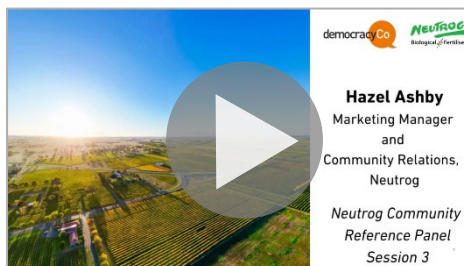 democracyCo NEUTROG
Biological Fertilise
Hazel Ashby
Marketing Manager
and
Community Relations,
Neutrog
Neutrog Community
Reference Panel
Session 3